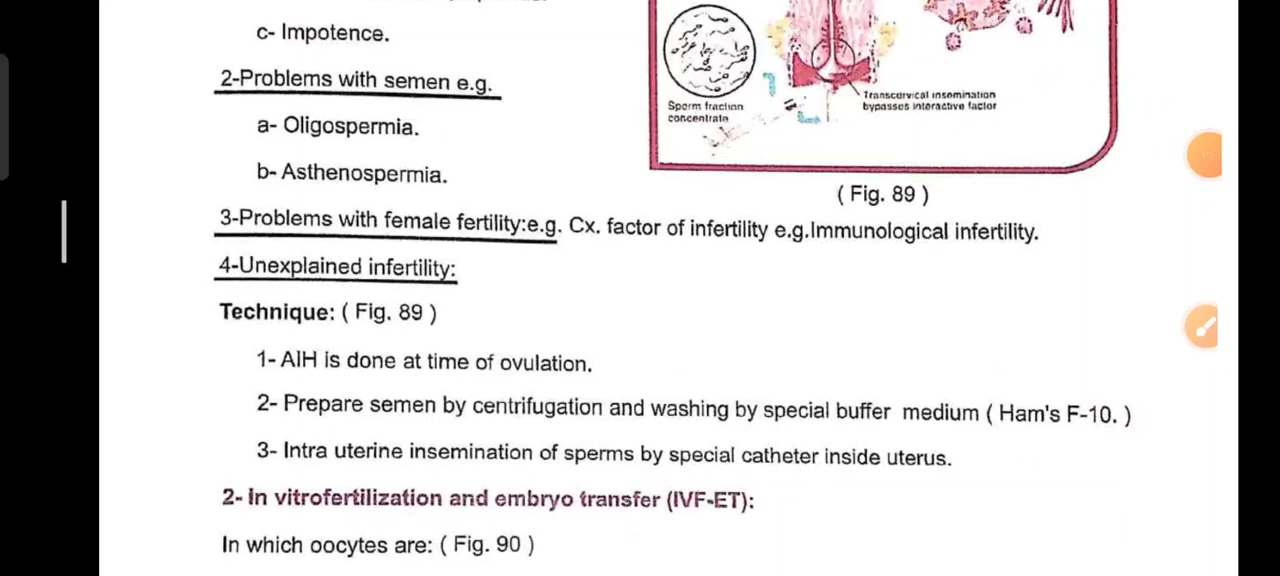 c- Impotence.
2-Problems with semen e.g.
a- Oligospermia.
b- Asthenospermia.
Sperm fraction
concentrate
Transcervical insemination
bypasses interactive factor
( Fig. 89 )
3-Problems with female fertility:e.g. Cx. factor of infertility e.g.Immunological infertility.
4-Unexplained infertility:
Technique: ( Fig. 89 )
1- AIH is done at time of ovulation.
2- Prepare semen by centrifugation and washing by special buffer medium ( Ham's F-10. )
3- Intra uterine insemination of sperms by special catheter inside uterus.
2- In vitrofertilization and embryo transfer (IVF-ET):
In which oocytes are: ( Fig. 90 )